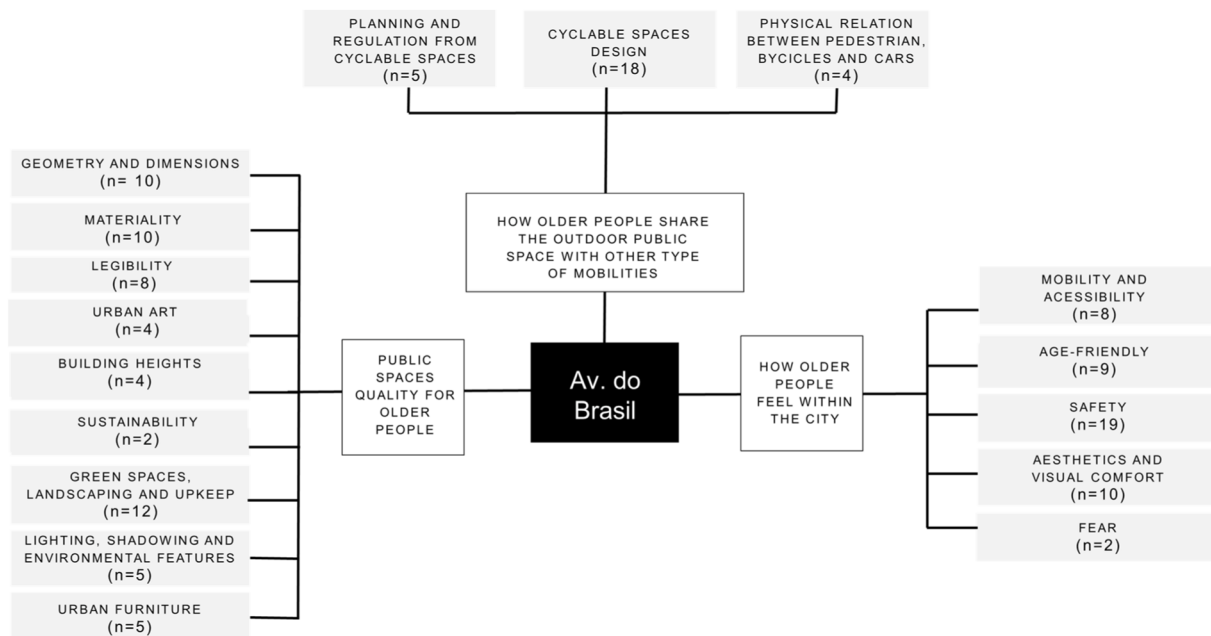 PLANNING AND
REGULATION FROM
CYCLABLE SPACES
(n=5)
CYCLABLE SPACES
DESIGN
(n=18)
PHYSICAL RELATION
BETWEEN PEDESTRIAN,
BYCICLES AND CARS
(n=4)
GEOMETRY AND DIMENSIONS
(n= 10)
MATERIALITY
(n=10)
LEGIBILITY
(n=8)
URBAN ART
(n=4)
BUILDING HEIGHTS
(n=4)
SUSTAINABILITY
(n=2)
GREEN SPACES,
LANDSCAPING AND UPKEEP
(n=12)
LIGHTING, SHADOWING AND
ENVIRONMENTAL FEATURES
(n=5)
URBAN FURNITURE
(n=5)
HOW OLDER PEOPLE SHARE
THE OUTDOOR PUBLIC
SPACE WITH OTHER TYPE
OF MOBILITIES
PUBLIC
SPACES
QUALITY FOR
OLDER
PEOPLE
Av. do
Brasil
HOW OLDER
PEOPLE
FEEL WITHIN
THE CITY
MOBILITY AND
ACESSIBILITY
(n=8)
AGE-FRIENDLY
(n=9)
SAFETY
(n=19)
AESTHETICS AND
VISUAL COMFORT
(n=10)
FEAR
(n=2)